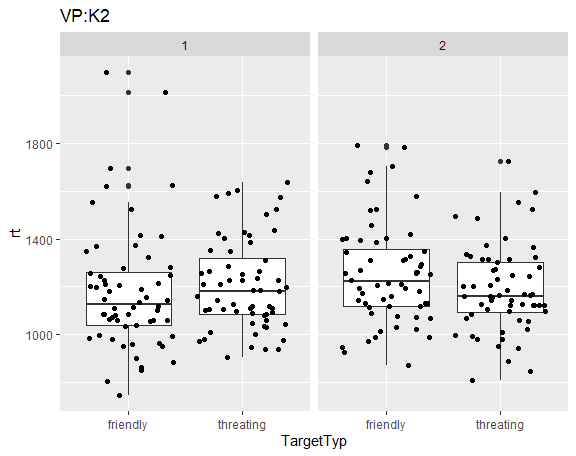 VP:K2
1 2
1800
1400
1000
rt
friendly threating friendly threating
TargetTyp